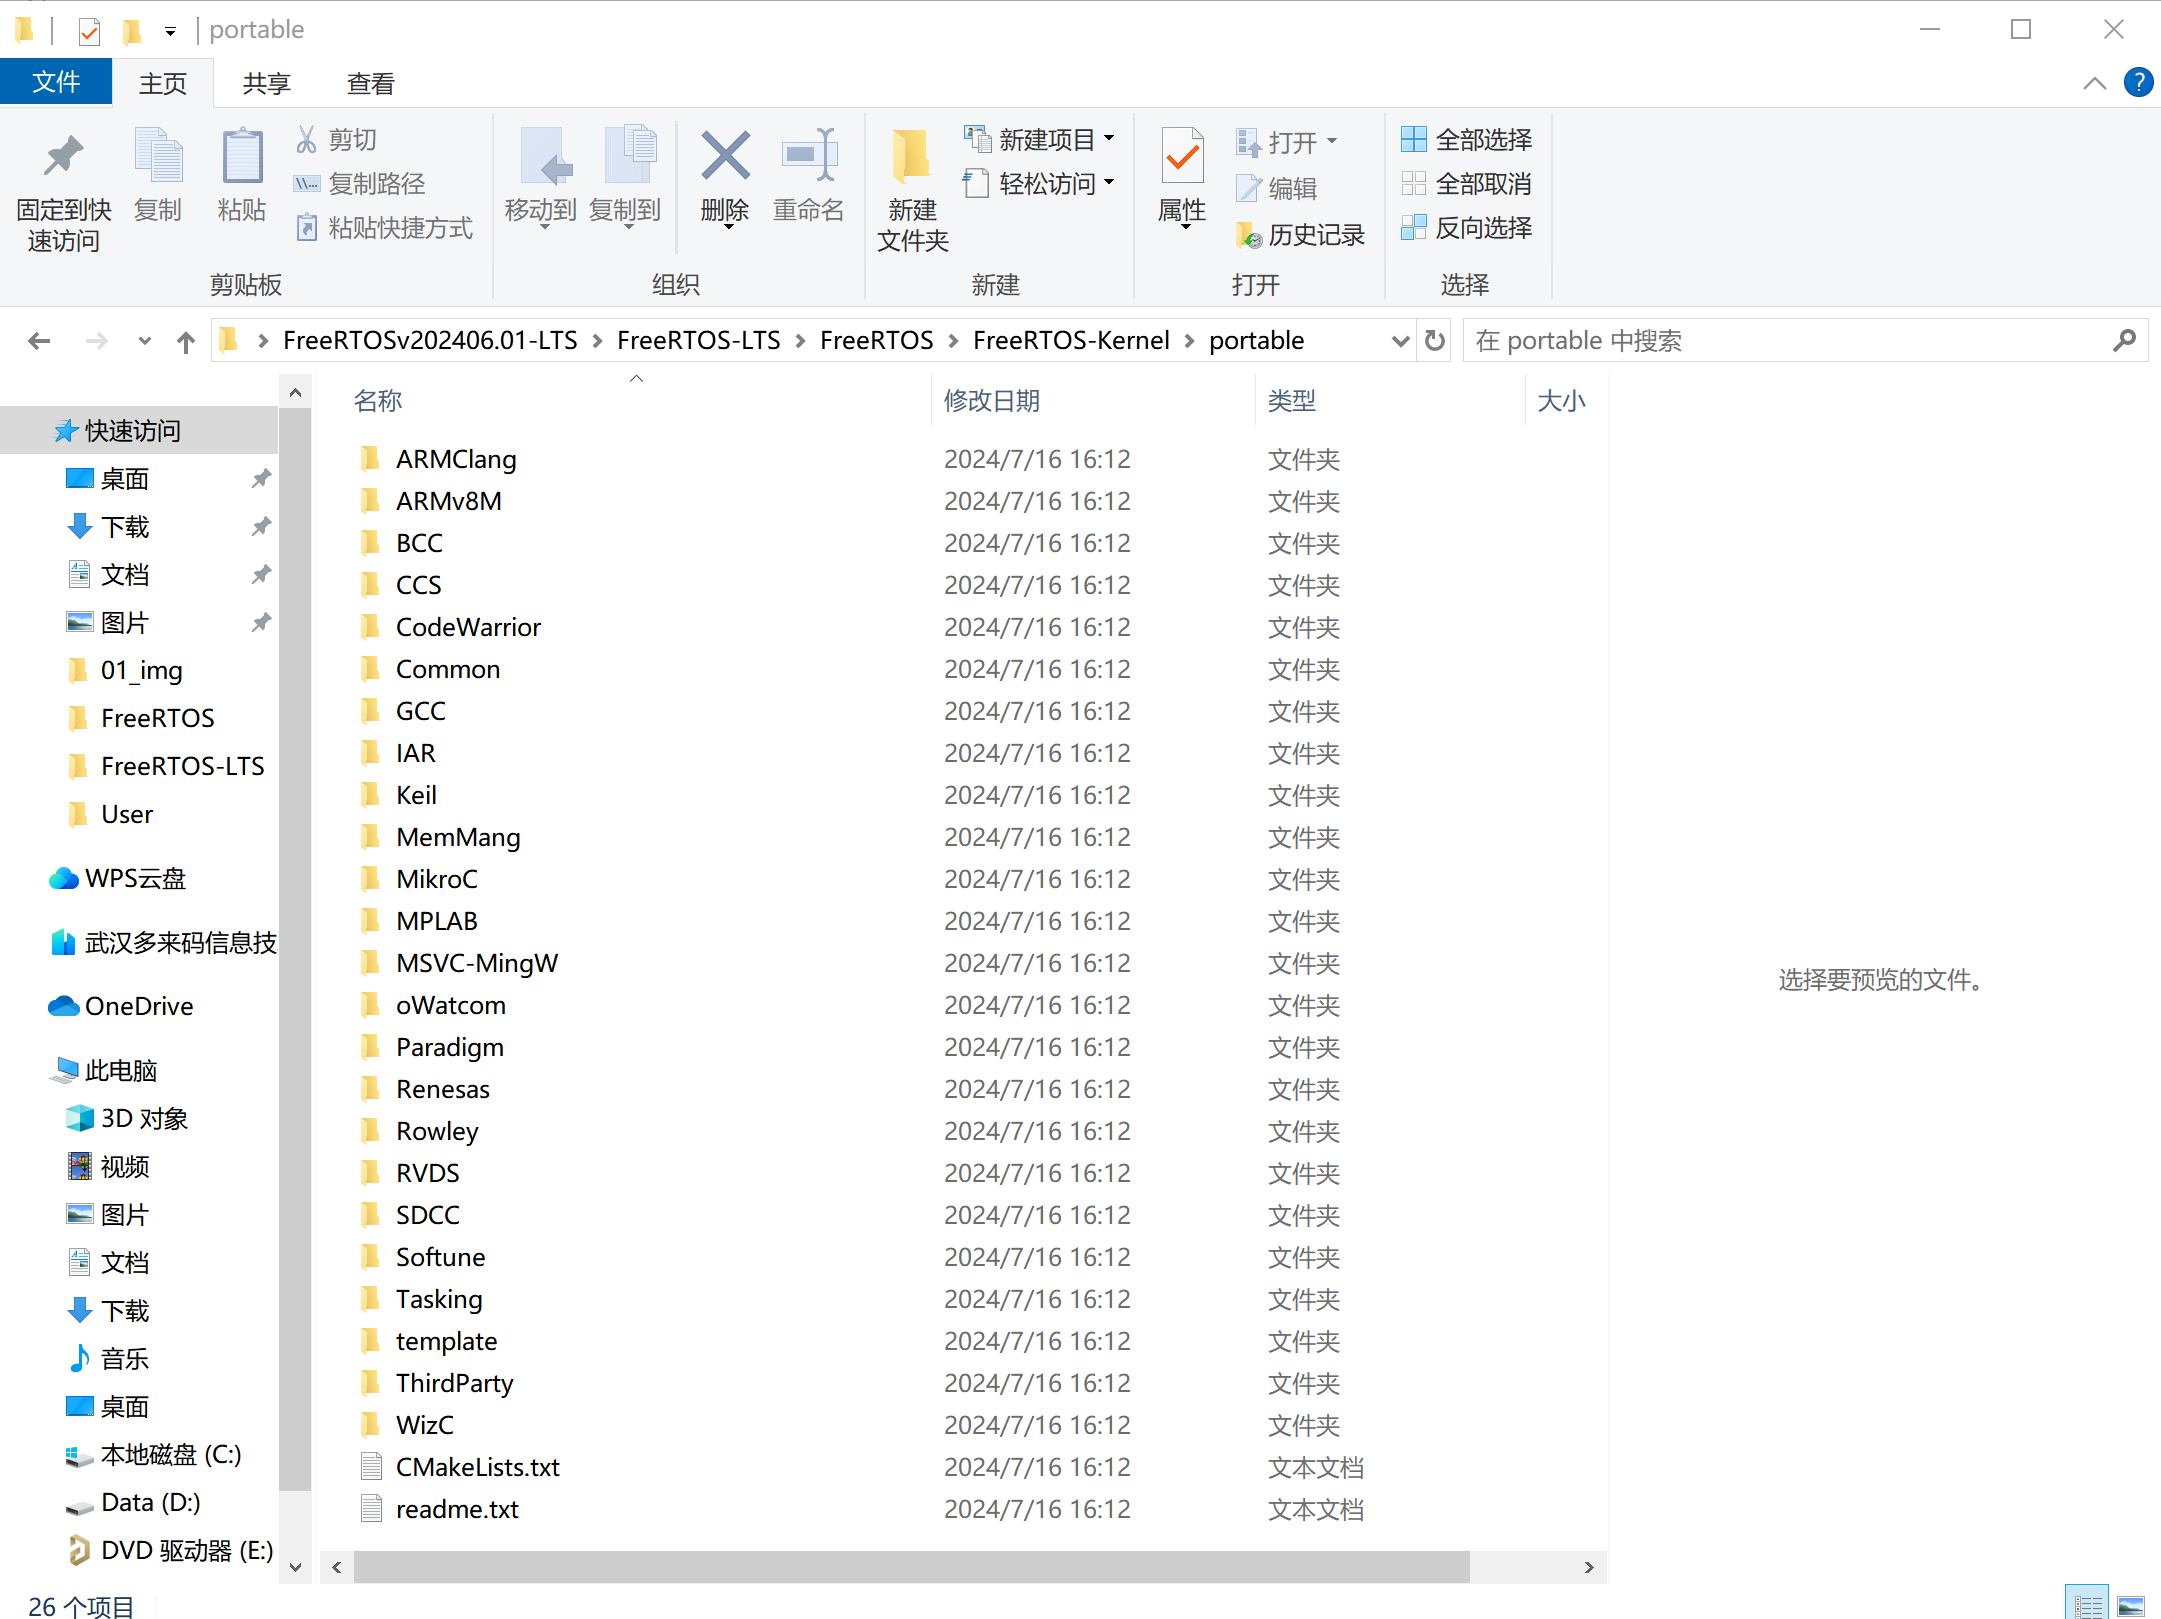 portable
文件 主页 共享 查看
固定到快速访问
复制
粘贴
剪切
复制路径
粘贴快捷方式
剪贴板
移动到
复制到
删除
重命名
组织
新建文件夹
新建项目
轻松访问
新建
属性
打开
编辑
历史记录
打开
全部选择
全部取消
反向选择
选择
FreeRTOSv202406.01-LTS FreeRTOS-LTS FreeRTOS FreeRTOS-Kernel portable
在 portable 中搜索
快速访问
桌面
下载
文档
图片
01_img
FreeRTOS
FreeRTOS-LTS
User
WPS云盘
武汉多来码信息技
OneDrive
此电脑
3D 对象
视频
图片
文档
下载
音乐
桌面
本地磁盘 (C:)
Data (D:)
DVD 驱动器 (E:)
名称 修改日期 类型 大小
ARMClang 2024/7/16 16:12 文件夹
ARMv8M 2024/7/16 16:12 文件夹
BCC 2024/7/16 16:12 文件夹
CCS 2024/7/16 16:12 文件夹
CodeWarrior 2024/7/16 16:12 文件夹
Common 2024/7/16 16:12 文件夹
GCC 2024/7/16 16:12 文件夹
IAR 2024/7/16 16:12 文件夹
Keil 2024/7/16 16:12 文件夹
MemMang 2024/7/16 16:12 文件夹
MikroC 2024/7/16 16:12 文件夹
MPLAB 2024/7/16 16:12 文件夹
MSVC-MingW 2024/7/16 16:12 文件夹
oWatcom 2024/7/16 16:12 文件夹
Paradigm 2024/7/16 16:12 文件夹
Renesas 2024/7/16 16:12 文件夹
Rowley 2024/7/16 16:12 文件夹
RVDS 2024/7/16 16:12 文件夹
SDCC 2024/7/16 16:12 文件夹
Softune 2024/7/16 16:12 文件夹
Tasking 2024/7/16 16:12 文件夹
template 2024/7/16 16:12 文件夹
ThirdParty 2024/7/16 16:12 文件夹
WizC 2024/7/16 16:12 文件夹
CMakeLists.txt 2024/7/16 16:12 文本文档
readme.txt 2024/7/16 16:12 文本文档
选择要预览的文件。
26 个项目